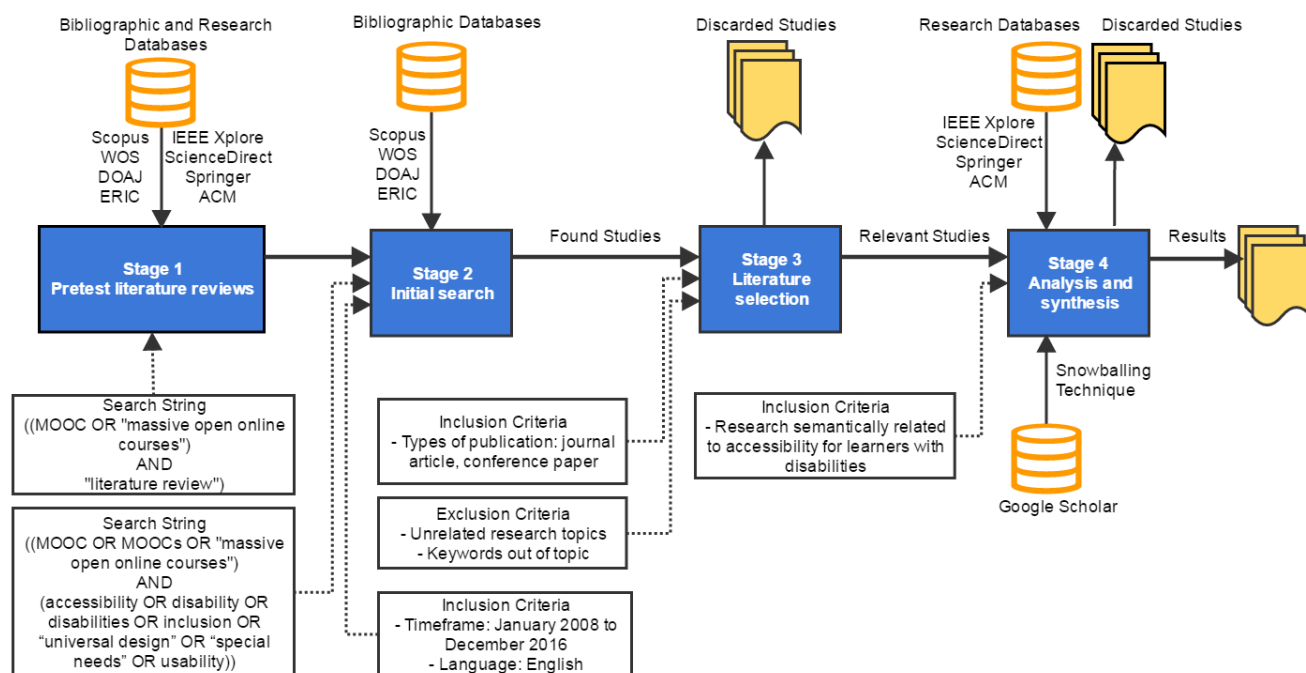 Bibliographic and Research
Databases
Scopus
WOS
DOAJ
ERIC
IEEE Xplore
ScienceDirect
Springer
ACM
Stage 1
Pretest literature reviews
Search String
((MOOC OR "massive open online
courses")
AND
"literature review")
Search String
((MOOC OR MOOCs OR "massive
open online courses")
AND
(accessibility OR disability OR
disabilities OR inclusion OR
“universal design” OR “special
needs” OR usability))
Bibliographic Databases
Scopus
WOS
DOAJ
ERIC
Stage 2
Initial search
Found Studies
Inclusion Criteria
- Types of publication: journal
article, conference paper
Exclusion Criteria
- Unrelated research topics
- Keywords out of topic
Inclusion Criteria
- Timeframe: January 2008 to
December 2016
- Language: English
Discarded Studies
Stage 3
Literature
selection
Relevant Studies
Inclusion Criteria
- Research semantically related
to accessibility for learners with
disabilities
Research Databases
IEEE Xplore
ScienceDirect
Springer
ACM
Discarded Studies
Stage 4
Analysis and
synthesis
Results
Snowballing
Technique
Google Scholar